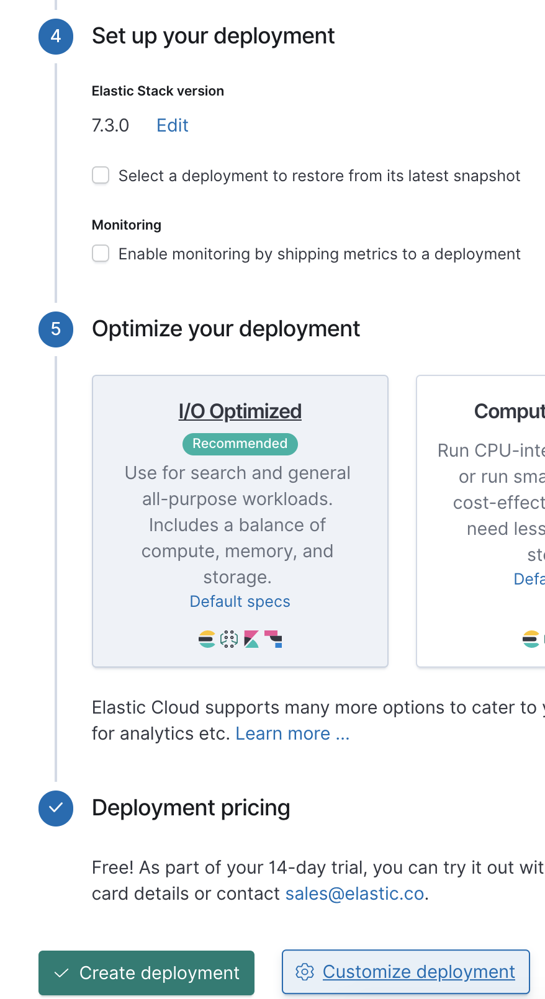 4 Set up your deployment
Elastic Stack version
7.3.0 Edit
Select a deployment to restore from its latest snapshot
Monitoring
Enable monitoring by shipping metrics to a deployment
5 Optimize your deployment
I/O Optimized
Recommended
Use for search and general
all-purpose workloads.
Includes a balance of
compute, memory, and
storage.
Default specs
Comput
Run CPU-inte
or run sma
cost-effect
need less
sto
Defa
Elastic Cloud supports many more options to cater to y
for analytics etc. Learn more ...
Deployment pricing
Free! As part of your 14-day trial, you can try it out wit
card details or contact sales@elastic.co.
Create deployment
Customize deployment